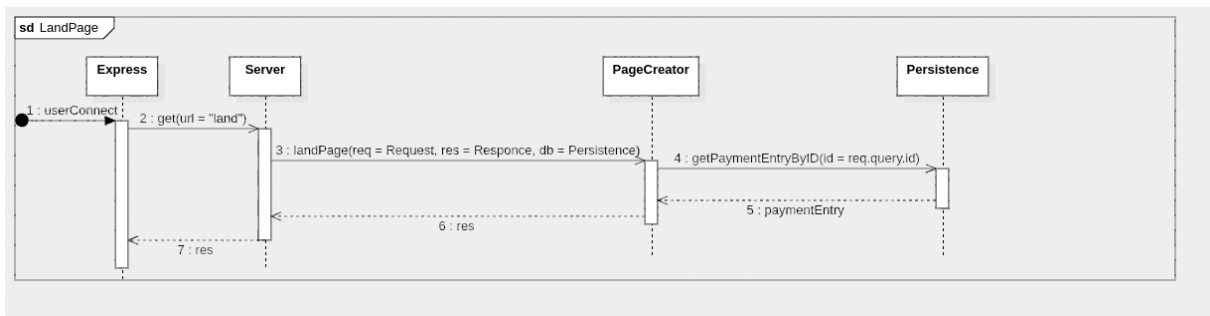 sd LandPage
Express
Server
PageCreator
Persistence
1 : userConnect
2 : get(url = "land")
3 : landPage(req = Request, res = Responce, db = Persistence)
4 : getPaymentEntryByID(id = req.query.id)
5 : paymentEntry
6 : res
7 : res